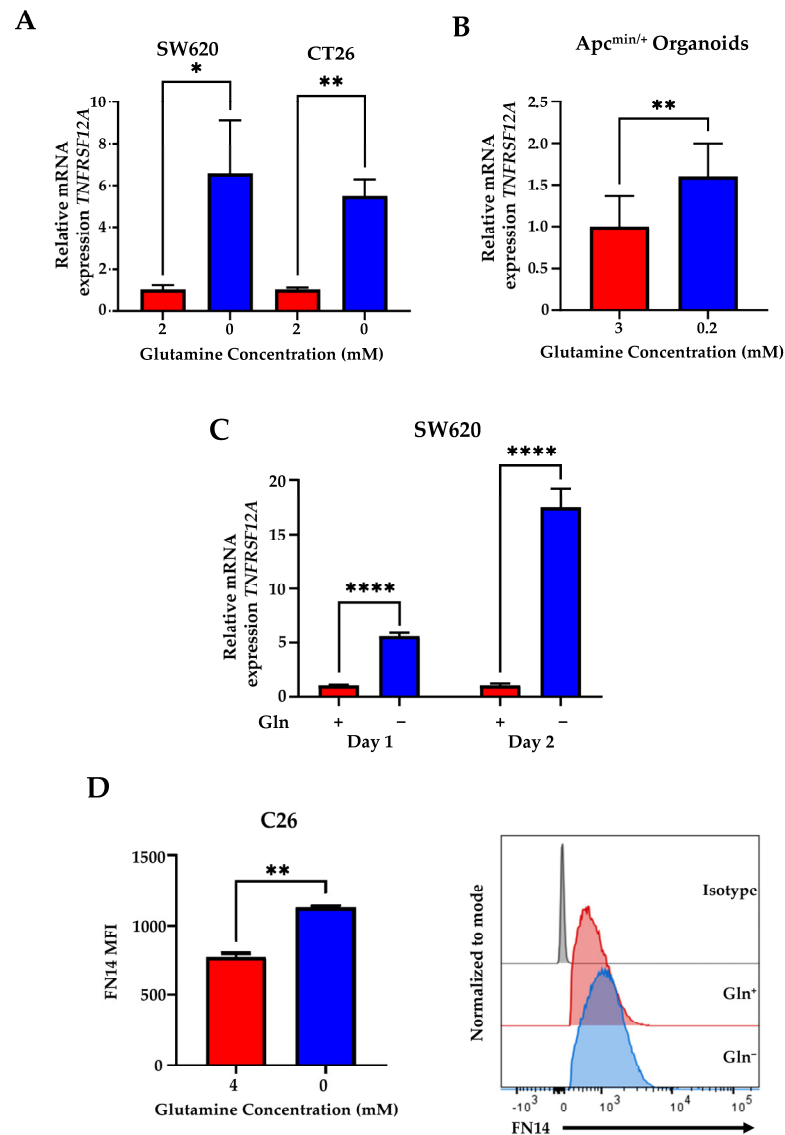 A
SW620
CT26
*
**
Relative mRNA
expression TNFRSF12A
10
8
6
4
2
0
2
0
2
0
Glutamine Concentration (mM)
B
Apcmin/+ Organoids
**
Relative mRNA
expression TNFRSF12A
2.5
2.0
1.5
1.0
0.5
0
3
0.2
Glutamine Concentration (mM)
C
SW620
****
****
Relative mRNA
expression TNFRSF12A
20
15
10
5
0
Gln + − + −
Day 1
Day 2
D
C26
**
FN14 MFI
1500
1000
500
0
4
0
Glutamine Concentration (mM)
Normalized to mode
Isotype
Gln⁺
Gln⁻
-10³ 0 10³ 10⁴ 10⁵
FN14